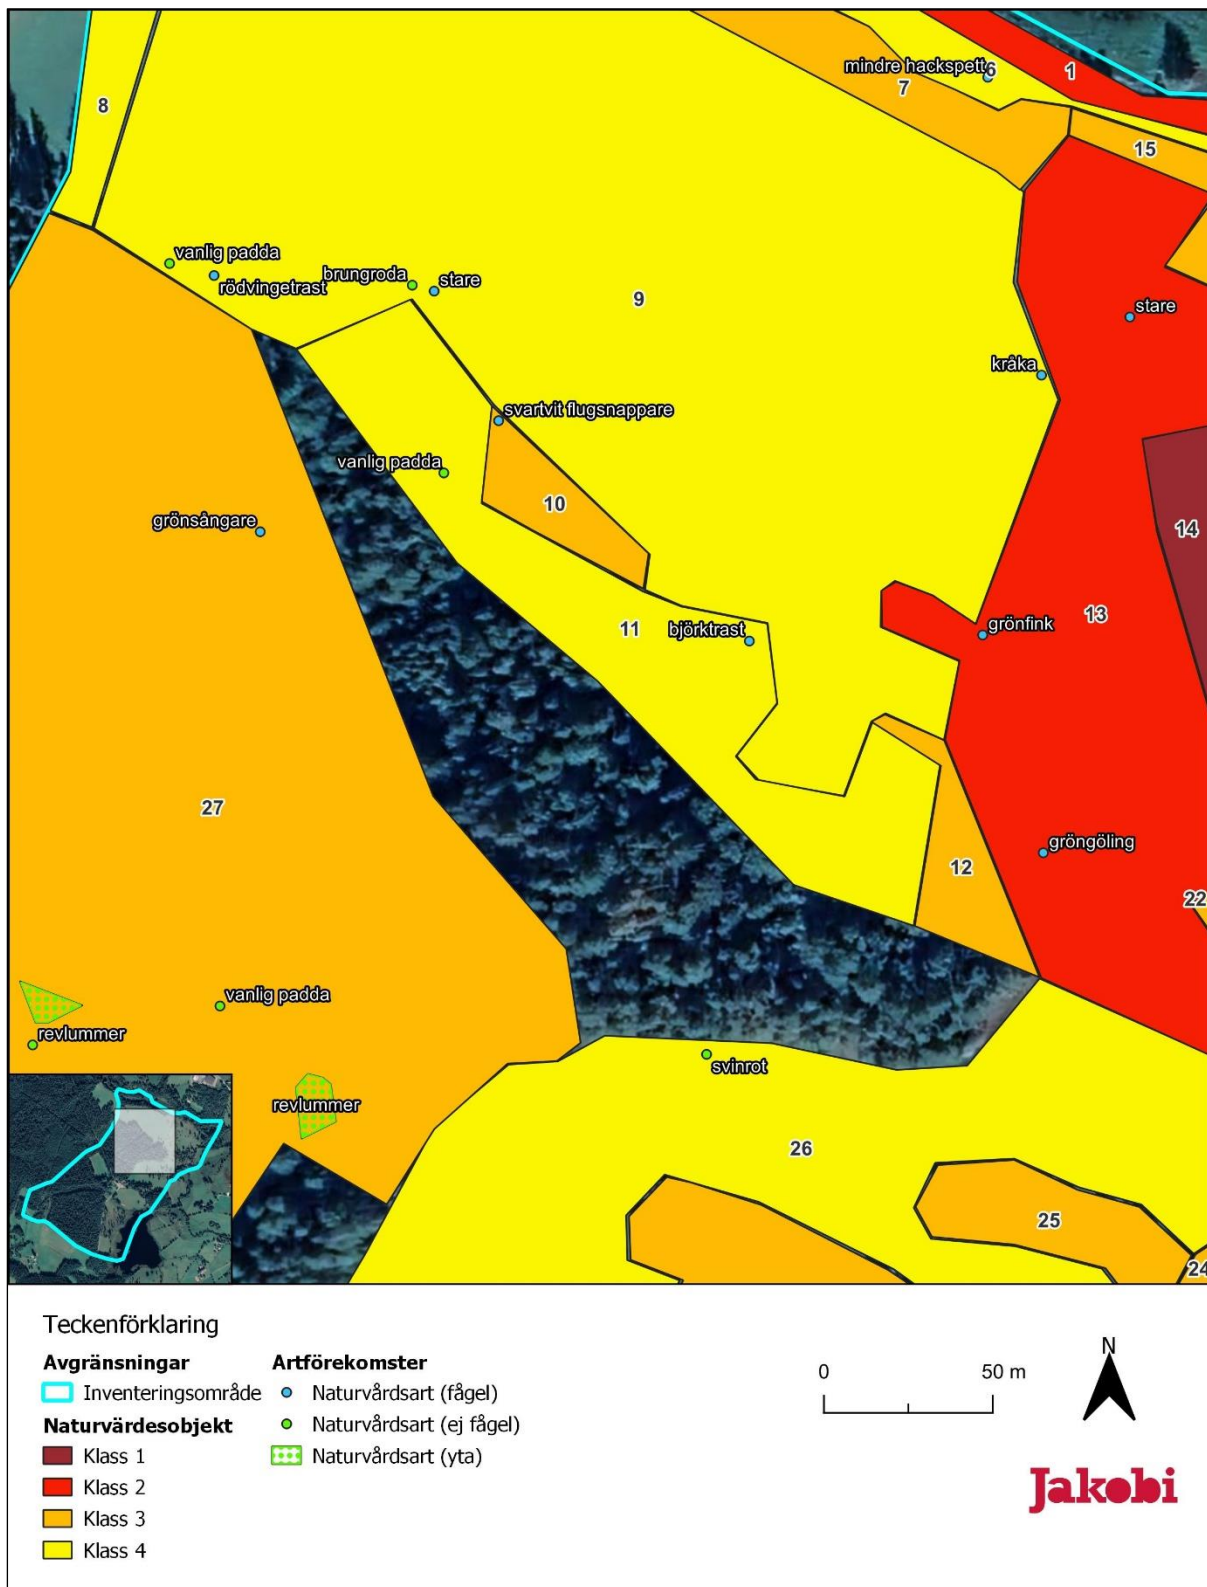 mindre hackspett
6
1
7
8
15
vanlig padda
rödvingetrast
brungroda
stare
9
stare
kråka
svartvit flugsnappare
vanlig padda
10
14
grönsångare
11
björktrast
grönfink
13
27
12
gröngöling
22
vanlig padda
revlummer
svinrot
revlummer
26
25
24
Teckenförklaring
Avgränsningar
Inventeringsområde
Naturvärdesobjekt
Klass 1
Klass 2
Klass 3
Klass 4
Artförekomster
Naturvårdsart (fågel)
Naturvårdsart (ej fågel)
Naturvårdsart (yta)
0 50 m
N
Jakobi